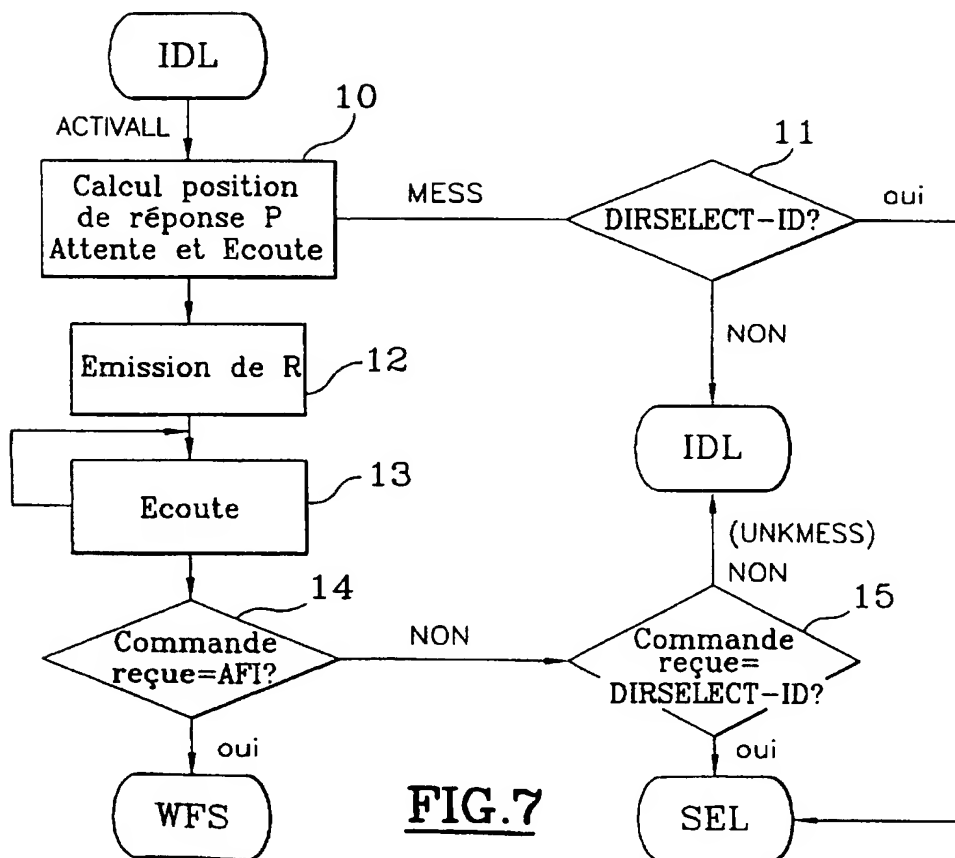 IDL
ACTIVALL
10
Calcul position
de réponse P
Attente et Ecoute
MESS
11
DIRSELECT-ID?
oui
NON
Emission de R
12
IDL
Ecoute
13
(UNKMESS)
NON
14
Commande
reçue=AFI?
NON
15
Commande
reçue=
DIRSELECT-ID?
oui
oui
WFS
FIG.7
SEL